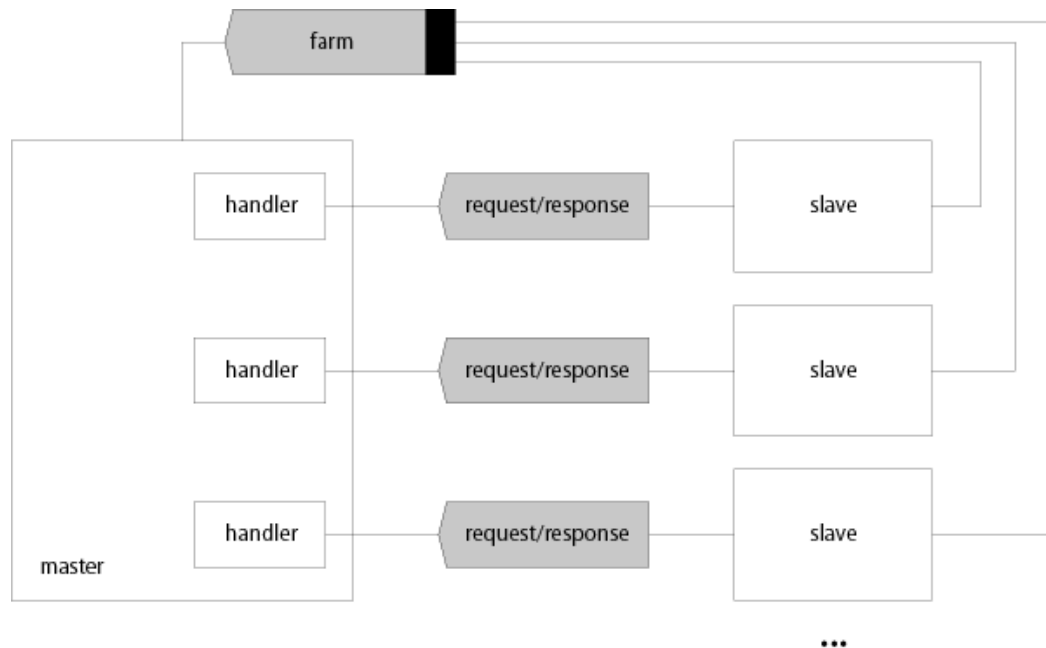 farm
handler
request/response
slave
handler
request/response
slave
handler
request/response
slave
master
...